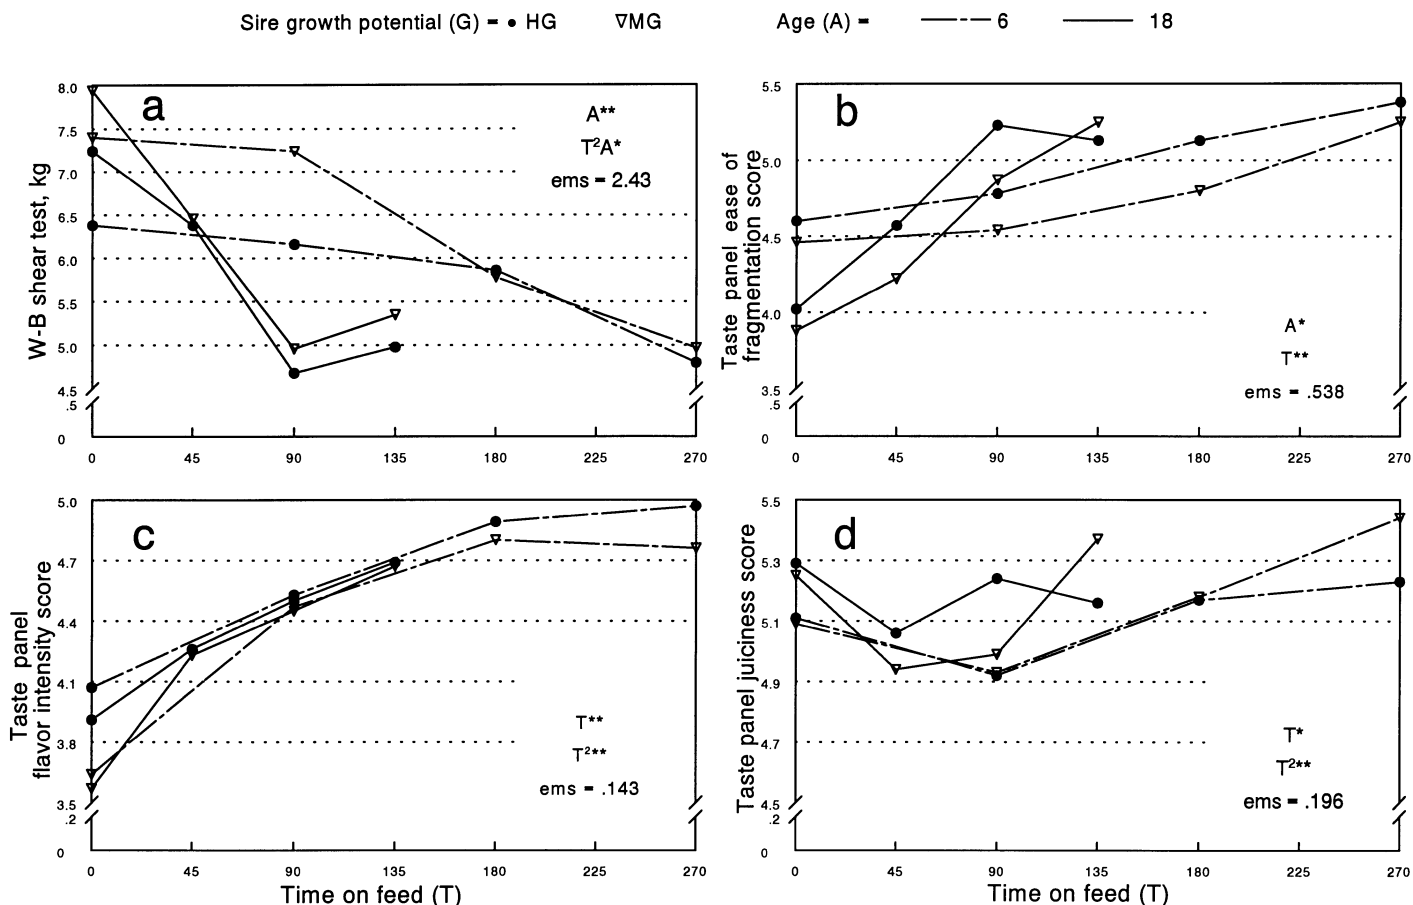 Sire growth potential (G) = ● HG ▽MG Age (A) = 6 18
a
A**
T²A*
ems = 2.43
W-B shear test, kg
8.0
7.5
7.0
6.5
6.0
5.5
5.0
4.5
.5
0
0 45 90 135 180 225 270
b
A*
T**
ems = .538
Taste panel ease of
fragmentation score
5.5
5.0
4.5
4.0
3.5
.5
0
0 45 90 135 180 225 270
c
T**
T²**
ems = .143
Taste panel
flavor intensity score
5.0
4.7
4.4
4.1
3.8
3.5
.2
0
0 45 90 135 180 225 270
Time on feed (T)
d
T*
T²**
ems = .196
Taste panel juiciness score
5.5
5.3
5.1
4.9
4.7
4.5
.2
0
0 45 90 135 180 225 270
Time on feed (T)